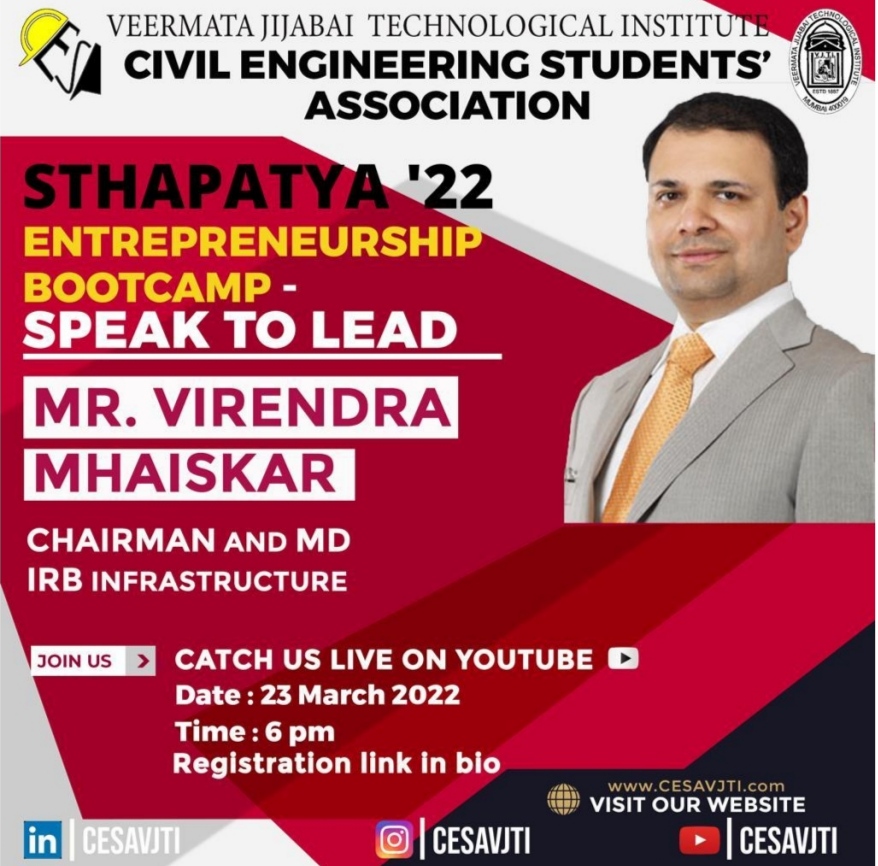 VEERMATA JIJABAI TECHNOLOGICAL INSTITUTE
CIVIL ENGINEERING STUDENTS'
ASSOCIATION
CESA
VEERMATA JIJABAI TECHNOLOGICAL INSTITUTE
ESTD 1887
MUMBAI 400019
STHAPATYA '22
ENTREPRENEURSHIP
BOOTCAMP -
SPEAK TO LEAD
MR. VIRENDRA
MHAISKAR
CHAIRMAN AND MD
IRB INFRASTRUCTURE
JOIN US >
CATCH US LIVE ON YOUTUBE
Date : 23 March 2022
Time : 6 pm
Registration link in bio
www.CESAVJTI.com
VISIT OUR WEBSITE
in | CESAVJTI
CESAVJTI
CESAVJTI